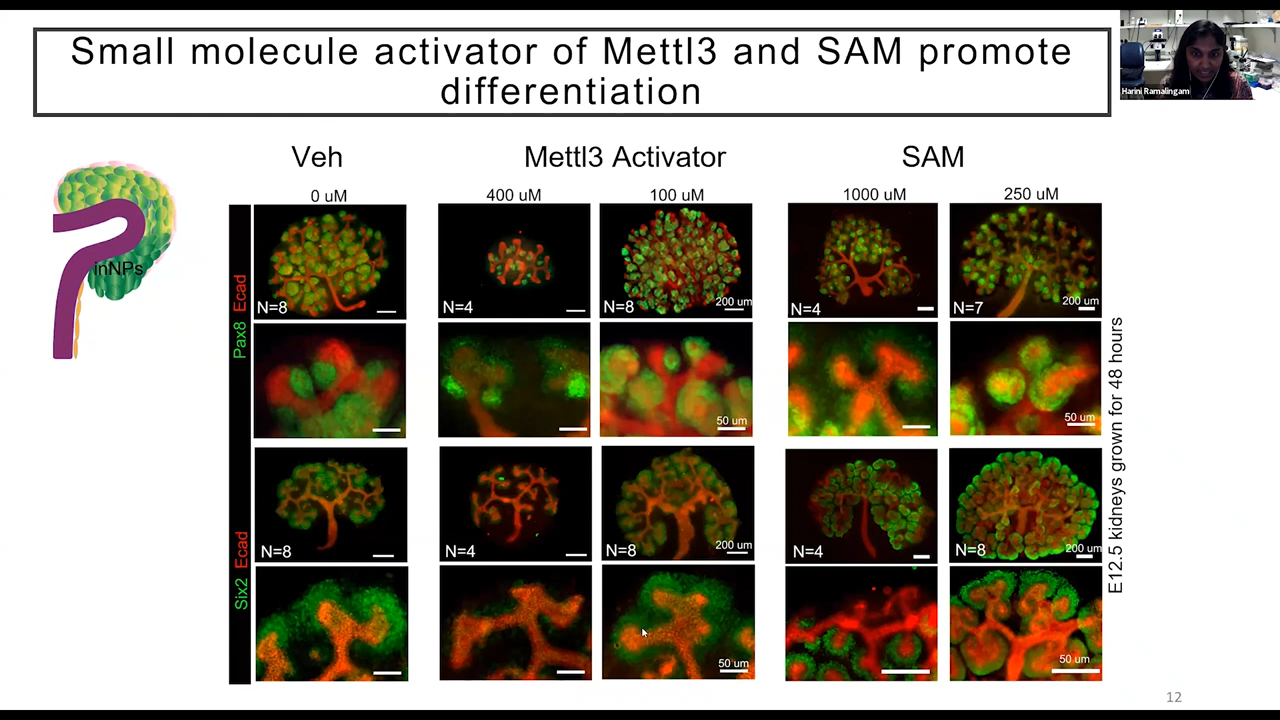 Small molecule activator of Mettl3 and SAM promote
differentiation
Harini Ramalingam
Veh
Mettl3 Activator
SAM
0 uM
400 uM
100 uM
1000 uM
250 uM
inNPs
Pax8 Ecad
N=8
N=4
N=8
200 um
N=4
N=7
200 um
50 um
50 um
Six2 Ecad
N=8
N=4
N=8
200 um
N=4
N=8
200 um
50 um
50 um
E12.5 kidneys grown for 48 hours
12